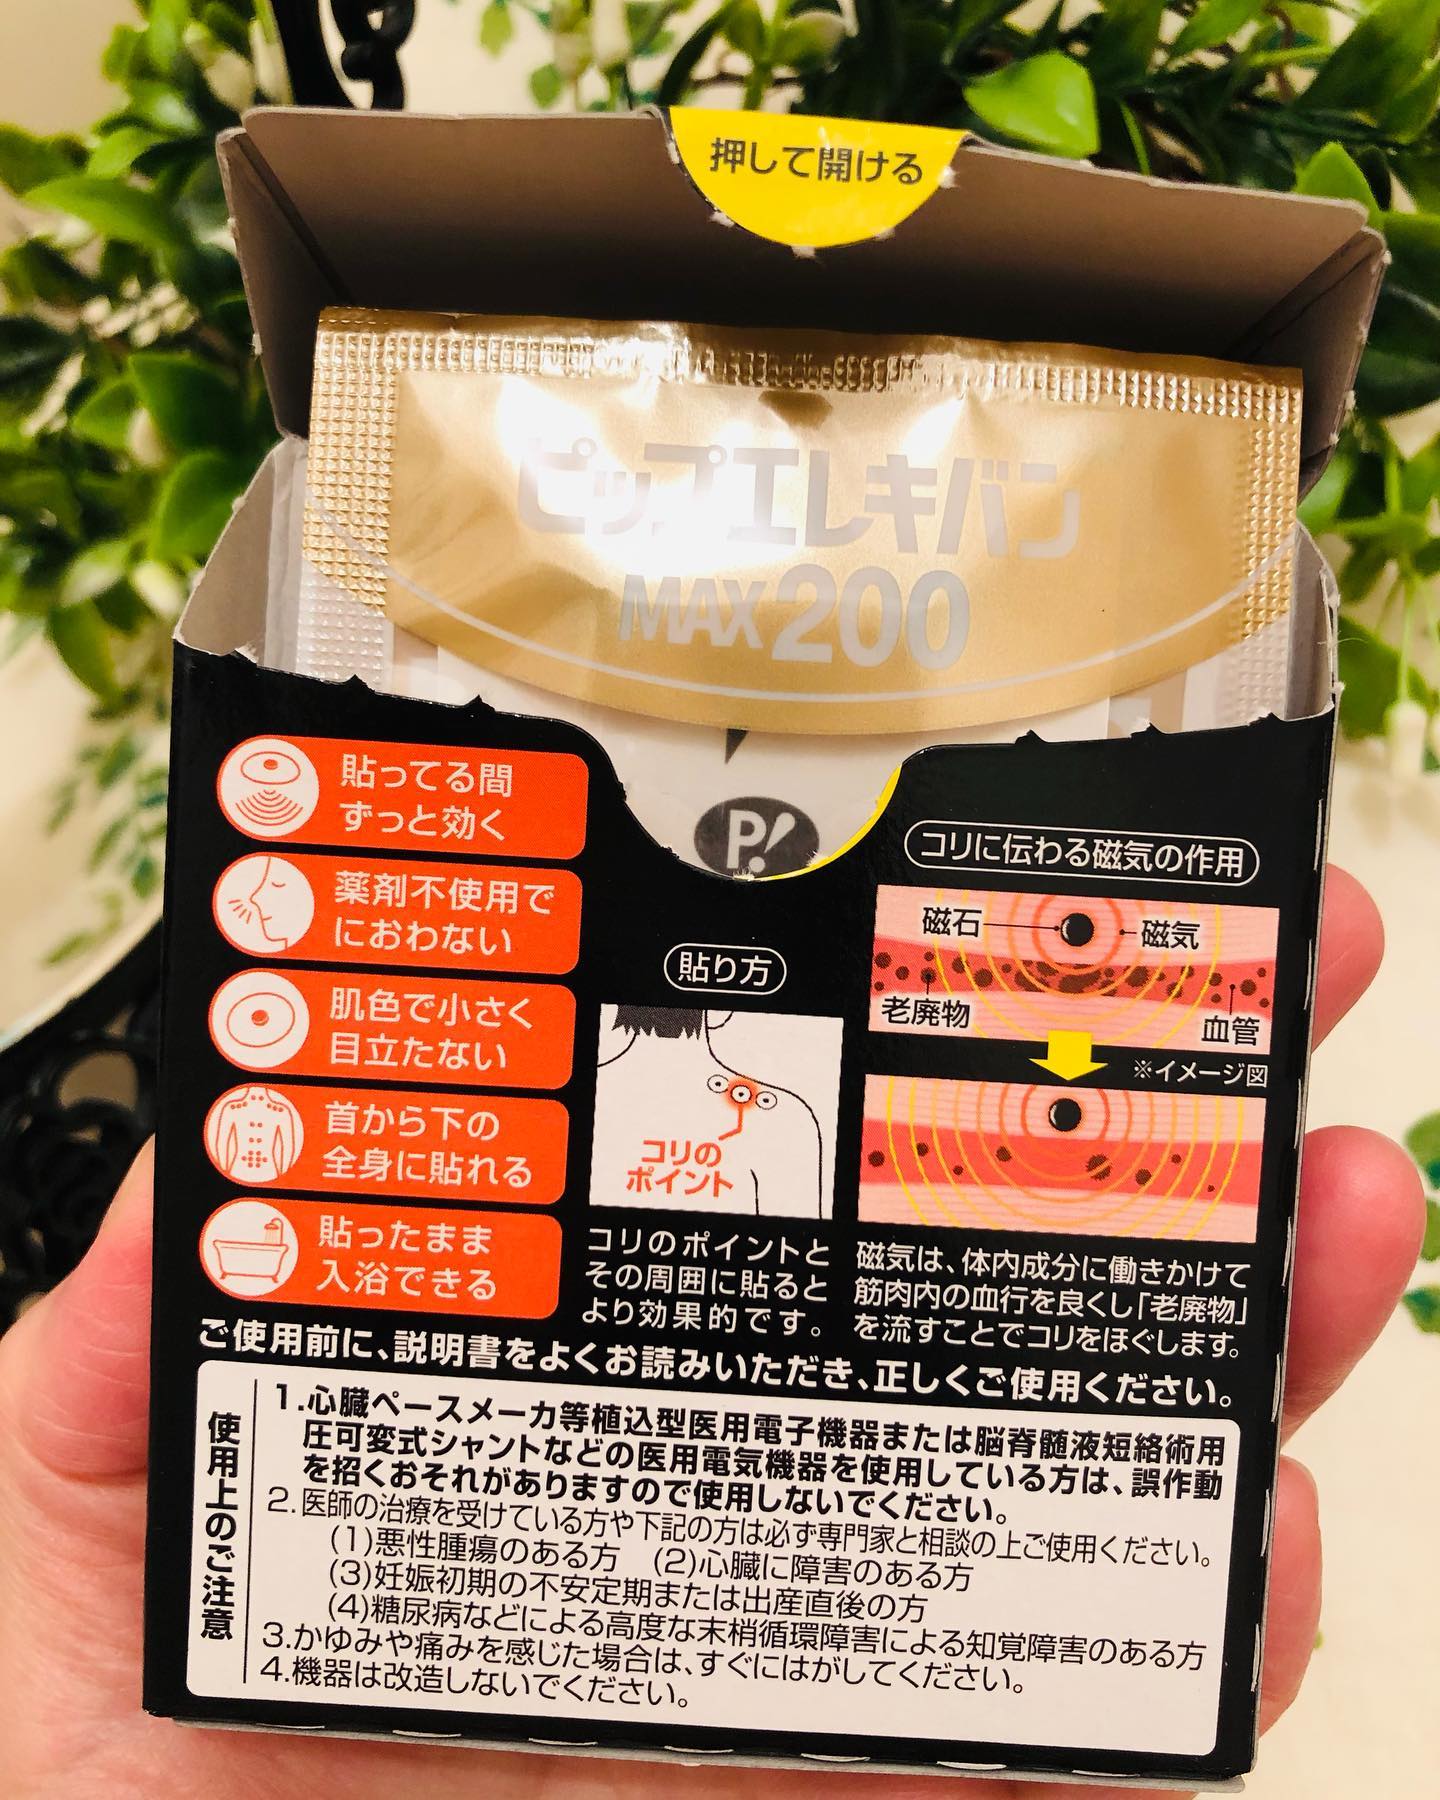 押して開ける
ピップエレキバン
MAX200
P!
貼ってる間
ずっと効く
薬剤不使用で
におわない
肌色で小さく
目立たない
首から下の
全身に貼れる
貼ったまま
入浴できる
貼り方
コリの
ポイント
コリのポイントと
その周囲に貼ると
より効果的です。
コリに伝わる磁気の作用
磁石
磁気
老廃物
血管
※イメージ図
磁気は、体内成分に働きかけて
筋肉内の血行を良くし「老廃物」
を流すことでコリをほぐします。
ご使用前に、説明書をよくお読みいただき、正しくご使用ください。
使用上のご注意
1.心臓ペースメーカ等植込型医用電子機器または脳脊髄液短絡術用
圧可変式シャントなどの医用電気機器を使用している方は、誤作動
を招くおそれがありますので使用しないでください。
2.医師の治療を受けている方や下記の方は必ず専門家と相談の上ご使用ください。
(1)悪性腫瘍のある方 (2)心臓に障害のある方
(3)妊娠初期の不安定期または出産直後の方
(4)糖尿病などによる高度な末梢循環障害による知覚障害のある方
3.かゆみや痛みを感じた場合は、すぐにはがしてください。
4.機器は改造しないでください。